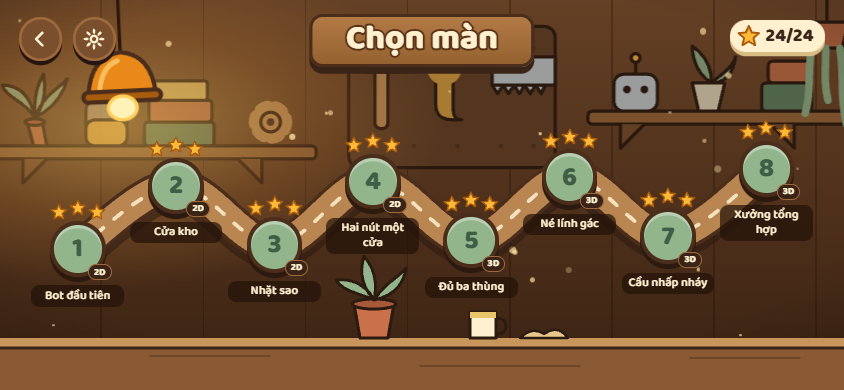 Chọn màn
24/24
1
2D
Bot đầu tiên
2
2D
Cửa kho
3
2D
Nhặt sao
4
2D
Hai nút một
cửa
5
3D
Đủ ba thùng
6
3D
Né lính gác
7
3D
Cầu nhấp nháy
8
3D
Xưởng tổng
hợp